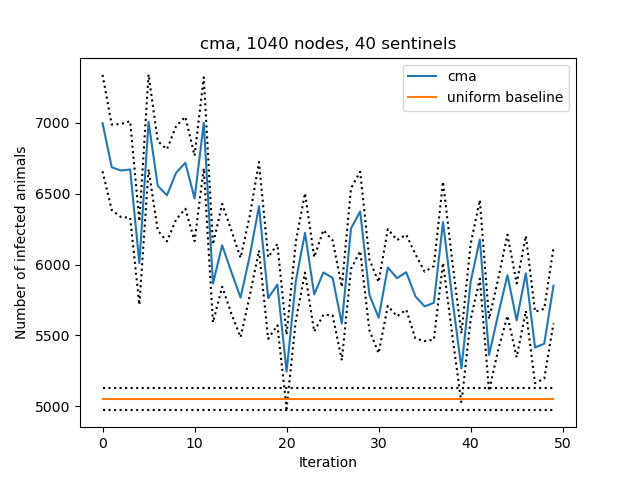 cma, 1040 nodes, 40 sentinels
cma
uniform baseline
Number of infected animals
7000
6500
6000
5500
5000
0 10 20 30 40 50
Iteration